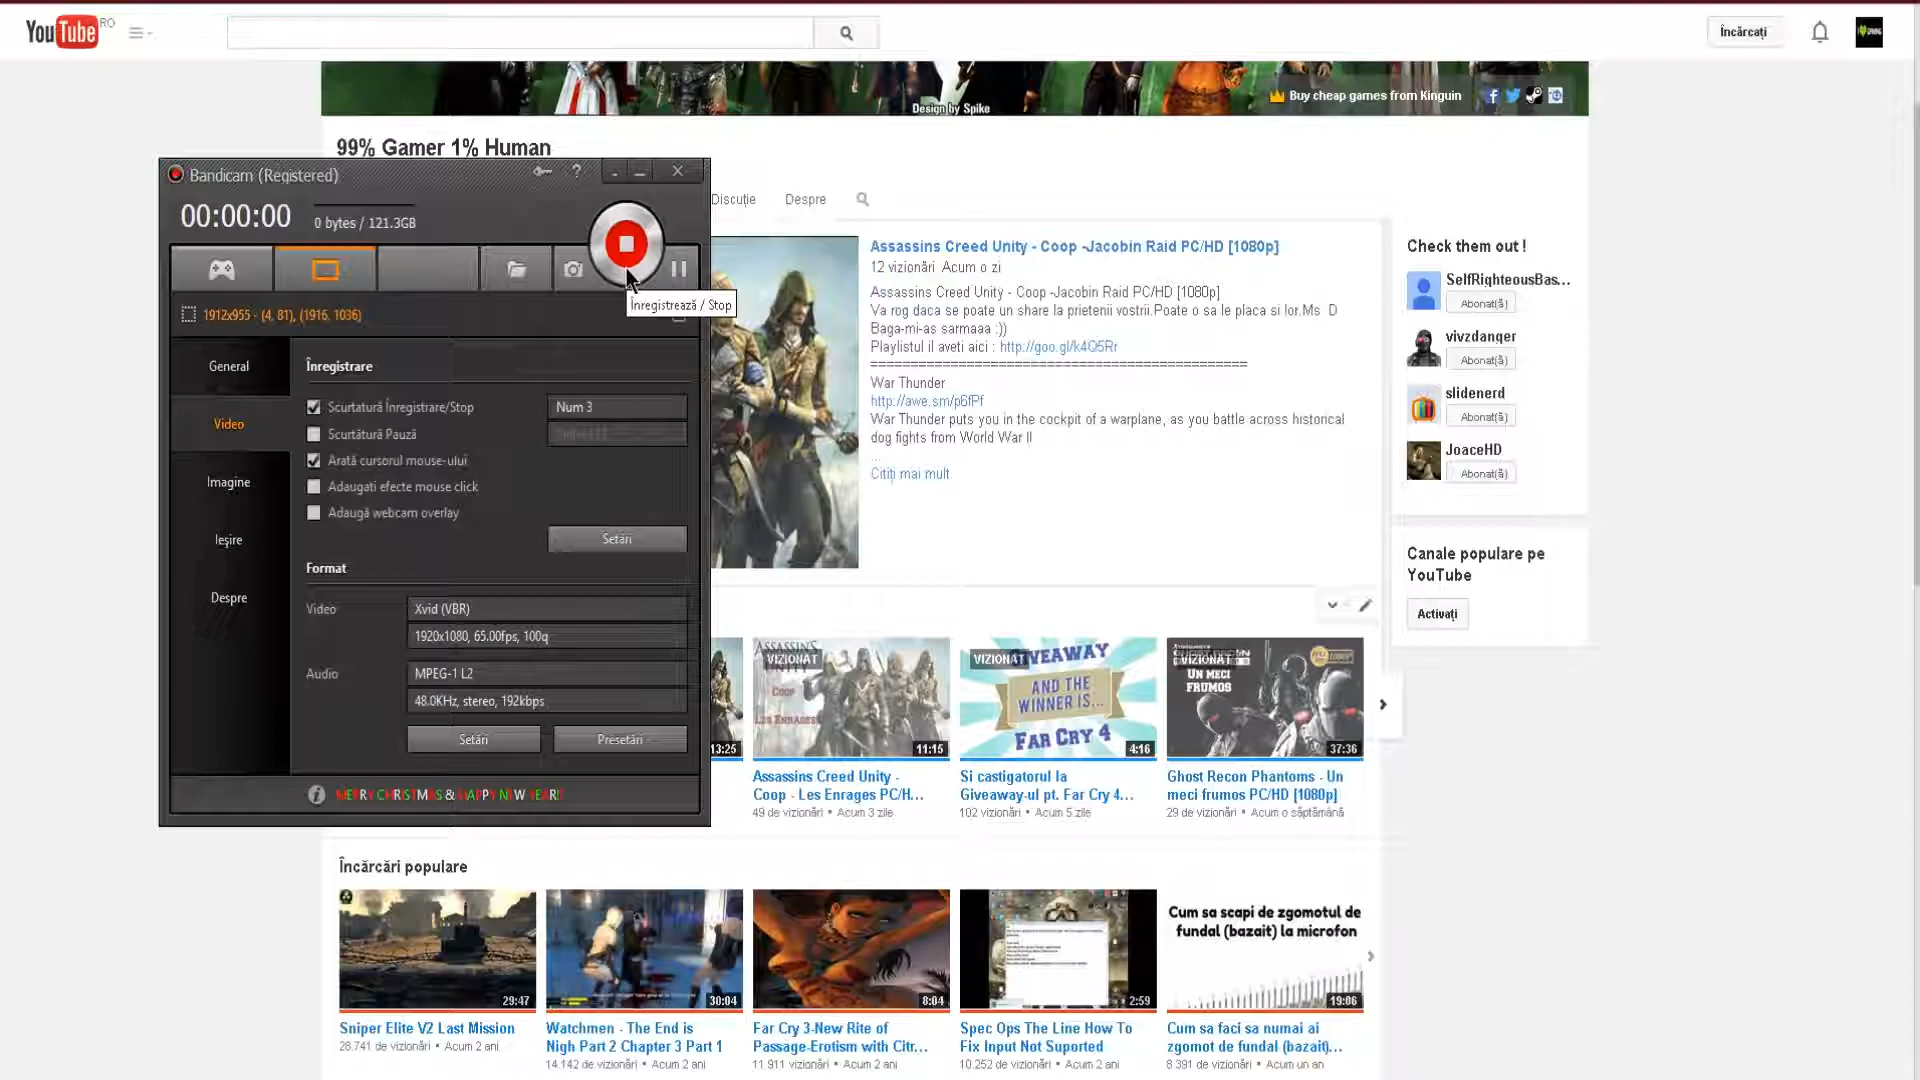 YouTube RO
Încărcați
Design by Spike
Buy cheap games from Kinguin
99% Gamer 1% Human
Discuție
Despre
Bandicam (Registered)
00:00:00
0 bytes / 121.3GB
Înregistrează / Stop
1912x955 - (4, 81), (1916, 1036)
General
Video
Imagine
Ieșire
Despre
Înregistrare
Scurtatură Înregistrare/Stop
Num 3
Scurtătură Pauză
Arată cursorul mouse-ului
Adaugati efecte mouse click
Adaugă webcam overlay
Setări
Format
Video
Xvid (VBR)
1920x1080, 65.00fps, 100q
Audio
MPEG-1 L2
48.0KHz, stereo, 192kbps
Setări
Presetări
MERRY CHRISTMAS & HAPPY NEW YEAR!!
Assassins Creed Unity - Coop -Jacobin Raid PC/HD [1080p]
12 vizionări Acum o zi
Assassins Creed Unity - Coop -Jacobin Raid PC/HD [1080p]
Va rog daca se poate un share la prietenii vostrii.Poate o sa le placa si lor.Ms :D
Baga-mi-as sarmaaa :))
Playlistul il aveti aici : http://goo.gl/k4Q5Rr
War Thunder
http://awe.sm/p6fPf
War Thunder puts you in the cockpit of a warplane, as you battle across historical
dog fights from World War II
...
Citiți mai mult
Check them out !
SelfRighteousBas...
Abonat(ă)
vivzdanger
Abonat(ă)
slidenerd
Abonat(ă)
JoaceHD
Abonat(ă)
Canale populare pe
YouTube
Activați
13:25
ASSASSIN'S
UNITY
VIZIONAT
Coop
Les Enrages
11:15
Assassins Creed Unity -
Coop - Les Enrages PC/H...
49 de vizionări • Acum 3 zile
VIZIONAT
GIVEAWAY
AND THE
WINNER IS...
FAR CRY 4
4:16
Si castigatorul la
Giveaway-ul pt. Far Cry 4...
102 vizionări • Acum 5 zile
VIZIONAT
UN MECI
FRUMOS
37:36
Ghost Recon Phantoms - Un
meci frumos PC/HD [1080p]
29 de vizionări • Acum o săptămână
Încărcări populare
29:47
Sniper Elite V2 Last Mission
28.741 de vizionări • Acum 2 ani
30:04
Watchmen - The End is
Nigh Part 2 Chapter 3 Part 1
14.142 de vizionări • Acum 2 ani
8:04
Far Cry 3-New Rite of
Passage-Erotism with Citr...
11.911 vizionări • Acum 2 ani
2:59
Spec Ops The Line How To
Fix Input Not Suported
10.252 de vizionări • Acum 2 ani
Cum sa scapi de zgomotul de
fundal (bazait) la microfon
19:06
Cum sa faci sa numai ai
zgomot de fundal (bazait)...
8.391 de vizionări • Acum un an